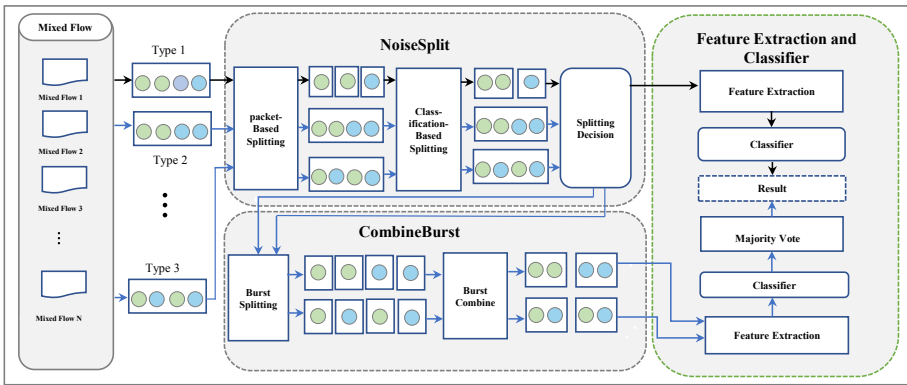 Mixed Flow
Mixed Flow 1
Mixed Flow 2
Mixed Flow 3
...
Mixed Flow N
Type 1
Type 2
Type 3
NoiseSplit
packet-
Based
Splitting
Class-
ification-
Based
Splitting
Splitting
Decision
CombineBurst
Burst
Splitting
Burst
Combine
Feature Extraction and
Classifier
Feature Extraction
Classifier
Result
Majority Vote
Classifier
Feature Extraction